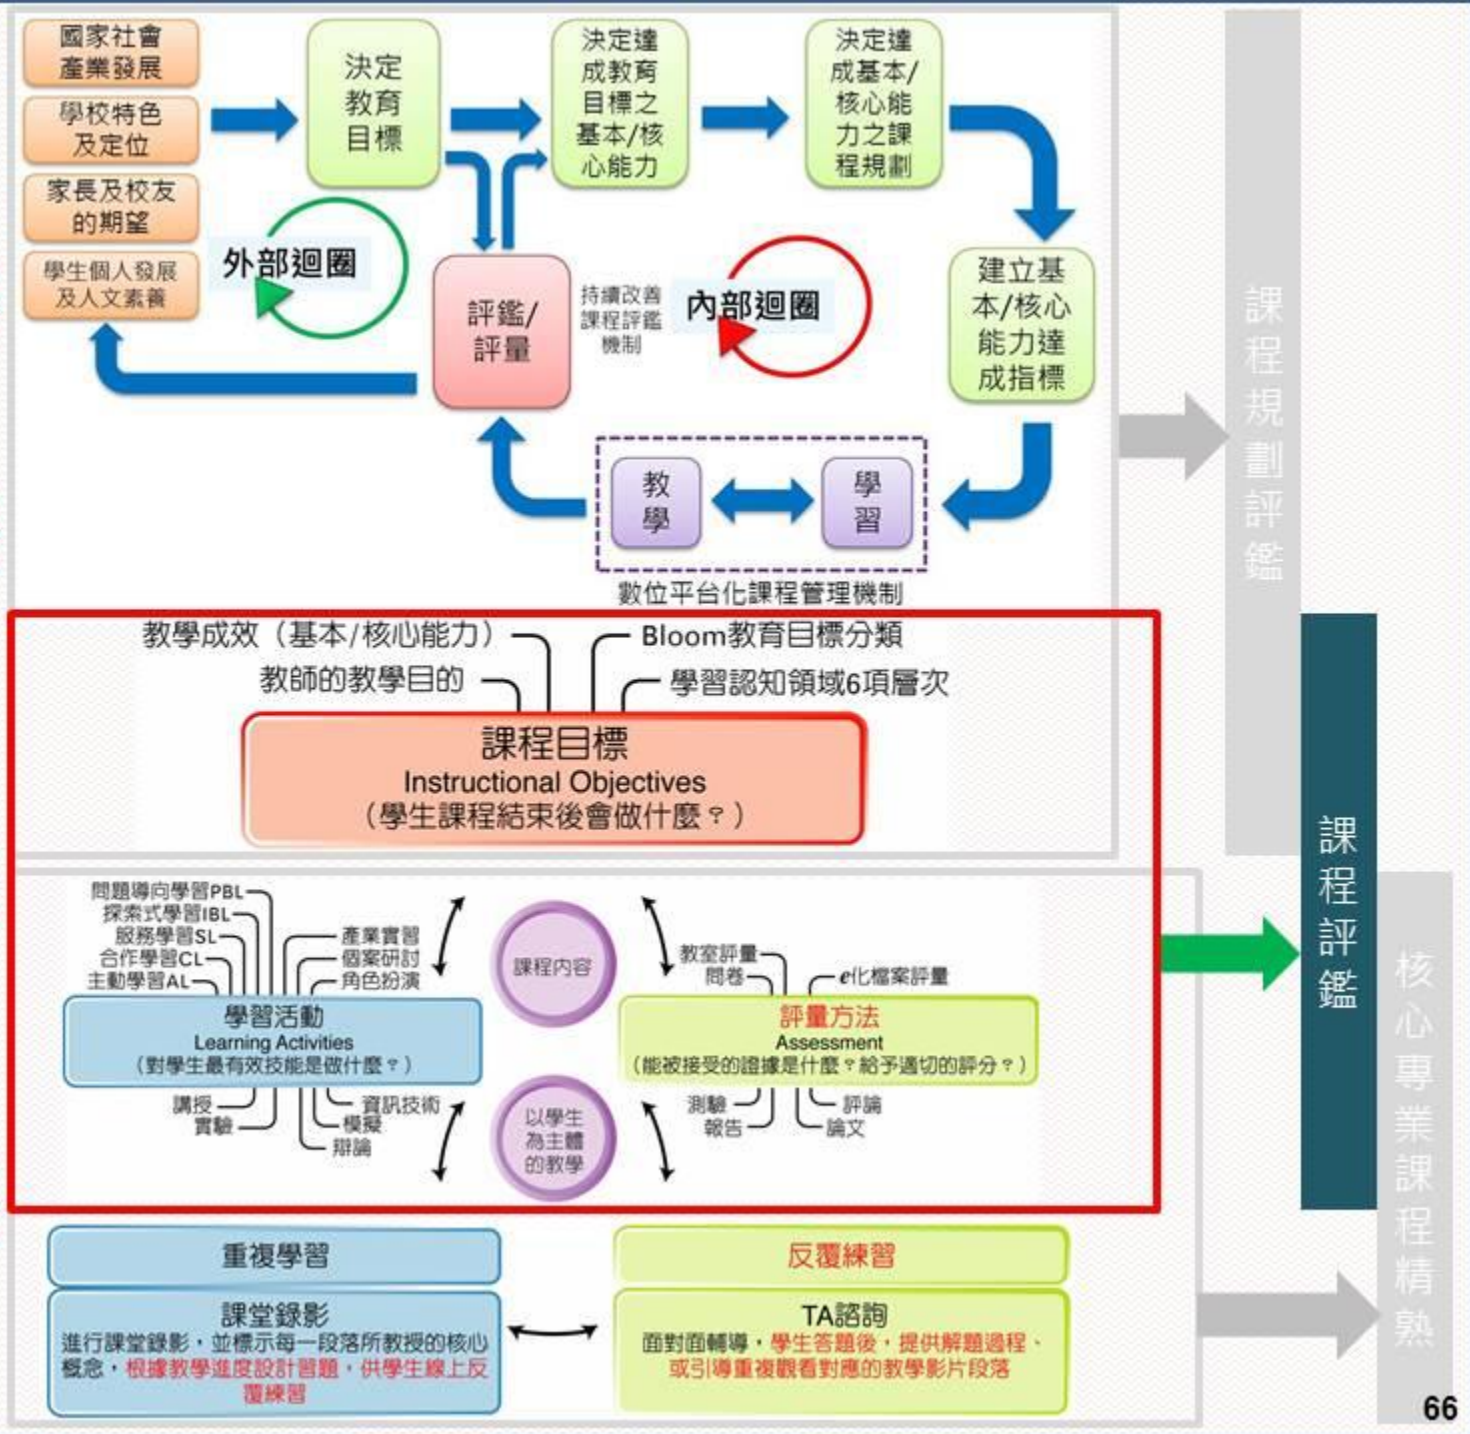 國家社會
產業發展
學校特色
及定位
家長及校友
的期望
學生個人發展
及人文素養
決定
教育
目標
決定達
成教育
目標之
基本/核
心能力
決定達
成基本/
核心能
力之課
程規劃
外部迴圈
評鑑/
評量
持續改善
課程評鑑
機制
內部迴圈
建立基
本/核心
能力達
成指標
教
學
學
習
數位平台化課程管理機制
課程規劃評鑑
教學成效（基本/核心能力）
Bloom教育目標分類
教師的教學目的
學習認知領域6項層次
課程目標
Instructional Objectives
（學生課程結束後會做什麼？）
課程評鑑
問題導向學習PBL
探索式學習IBL
服務學習SL
合作學習CL
主動學習AL
產業實習
個案研討
角色扮演
學習活動
Learning Activities
（對學生最有效技能是做什麼？）
講授
實驗
資訊技術
模擬
辯論
課程內容
以學生
為主體
的教學
教室評量
問卷
e化檔案評量
評量方法
Assessment
（能被接受的證據是什麼？給予適切的評分？）
測驗
報告
評論
論文
核心專業課程精熟
重複學習
課堂錄影
進行課堂錄影，並標示每一段落所教授的核心
概念，根據教學進度設計習題，供學生線上反
覆練習
反覆練習
TA諮詢
面對面輔導，學生答題後，提供解題過程、
或引導重複觀看對應的教學影片段落
66